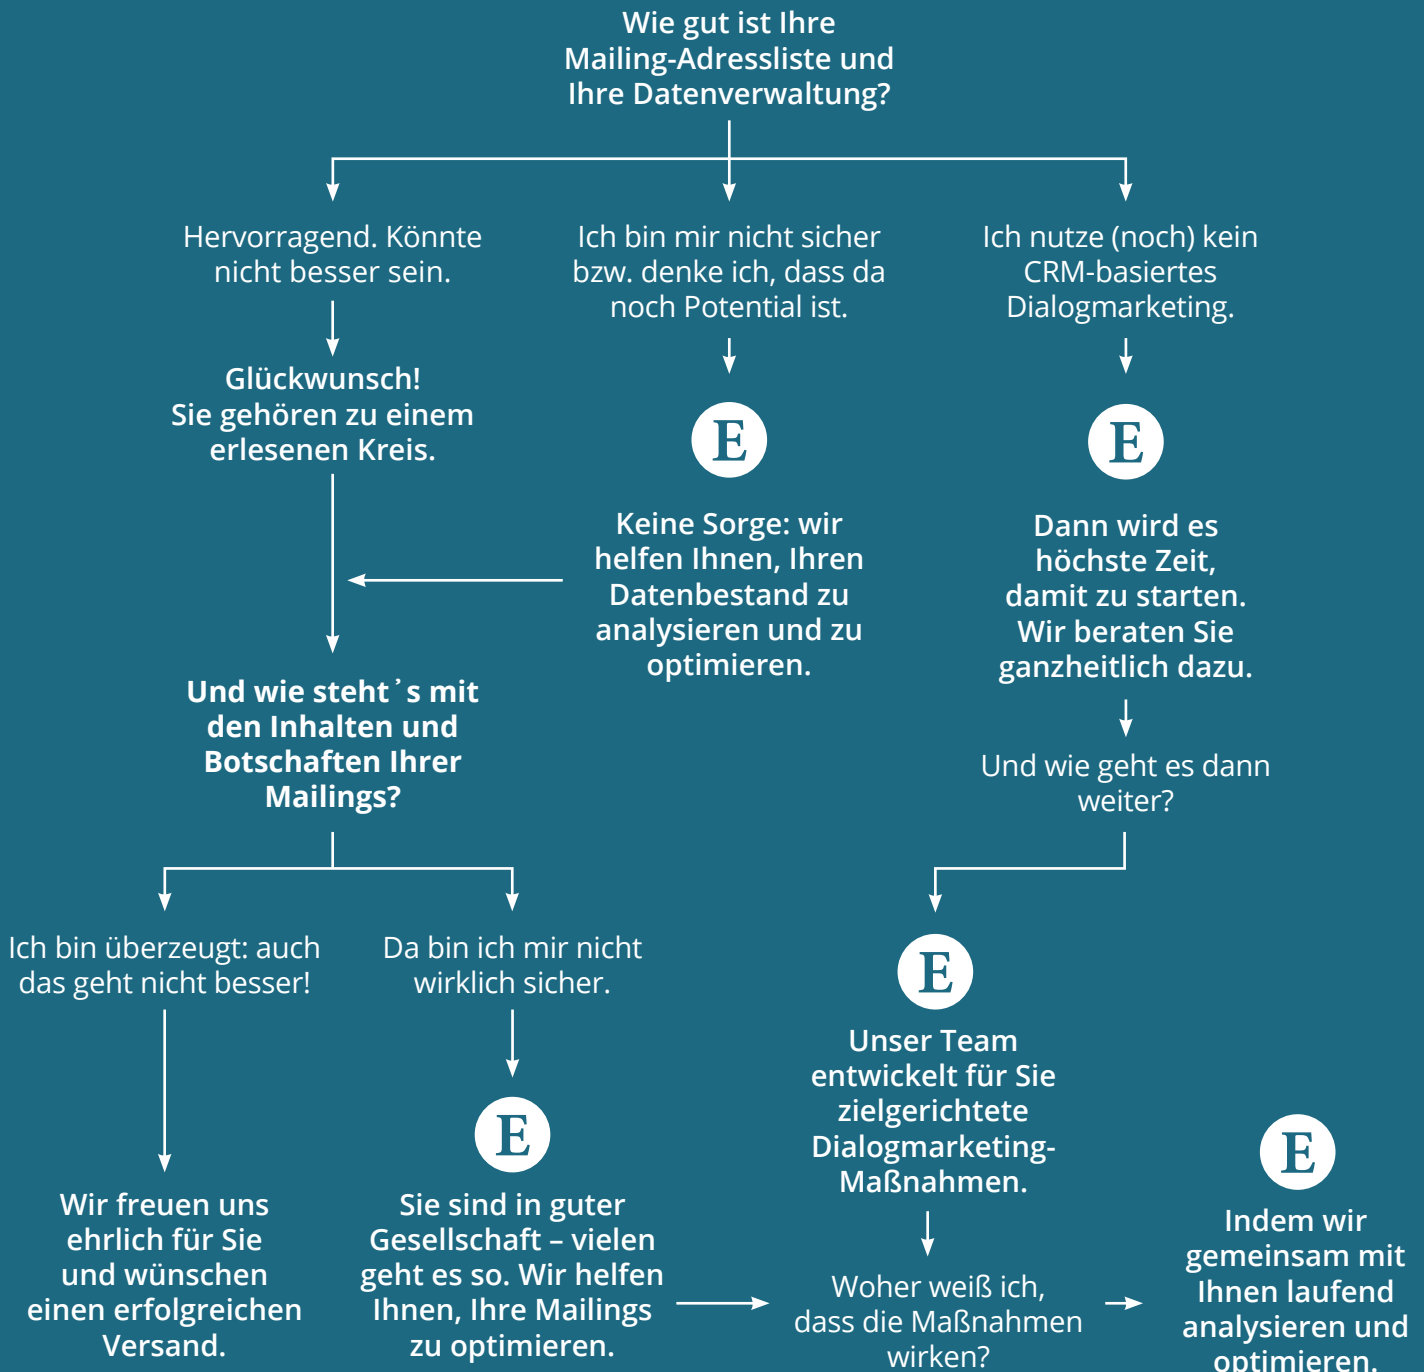 Wie gut ist Ihre
Mailing-Adressliste und
Ihre Datenverwaltung?
Hervorragend. Könnte
nicht besser sein.
Ich bin mir nicht sicher
bzw. denke ich, dass da
noch Potential ist.
Ich nutze (noch) kein
CRM-basiertes
Dialogmarketing.
Glückwunsch!
Sie gehören zu einem
erlesenen Kreis.
E
E
Keine Sorge: wir
helfen Ihnen, Ihren
Datenbestand zu
analysieren und zu
optimieren.
Dann wird es
höchste Zeit,
damit zu starten.
Wir beraten Sie
ganzheitlich dazu.
Und wie steht´s mit
den Inhalten und
Botschaften Ihrer
Mailings?
Und wie geht es dann
weiter?
Ich bin überzeugt: auch
das geht nicht besser!
Da bin ich mir nicht
wirklich sicher.
E
Unser Team
entwickelt für Sie
zielgerichtete
Dialogmarketing-
Maßnahmen.
E
Wir freuen uns
ehrlich für Sie
und wünschen
einen erfolgreichen
Versand.
Sie sind in guter
Gesellschaft – vielen
geht es so. Wir helfen
Ihnen, Ihre Mailings
zu optimieren.
Woher weiß ich,
dass die Maßnahmen
wirken?
E
Indem wir
gemeinsam mit
Ihnen laufend
analysieren und
optimieren.